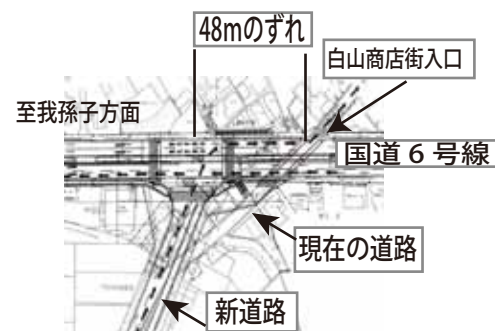 48mのずれ
白山商店街入口
至我孫子方面
国道6号線
現在の道路
新道路